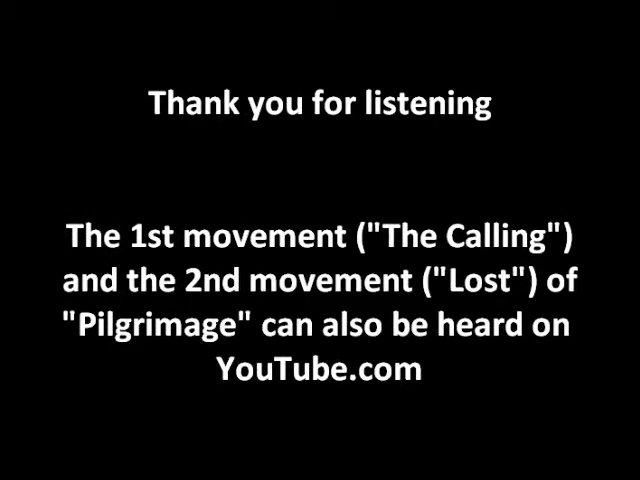 Thank you for listening
The 1st movement ("The Calling")
and the 2nd movement ("Lost") of
"Pilgrimage" can also be heard on
YouTube.com